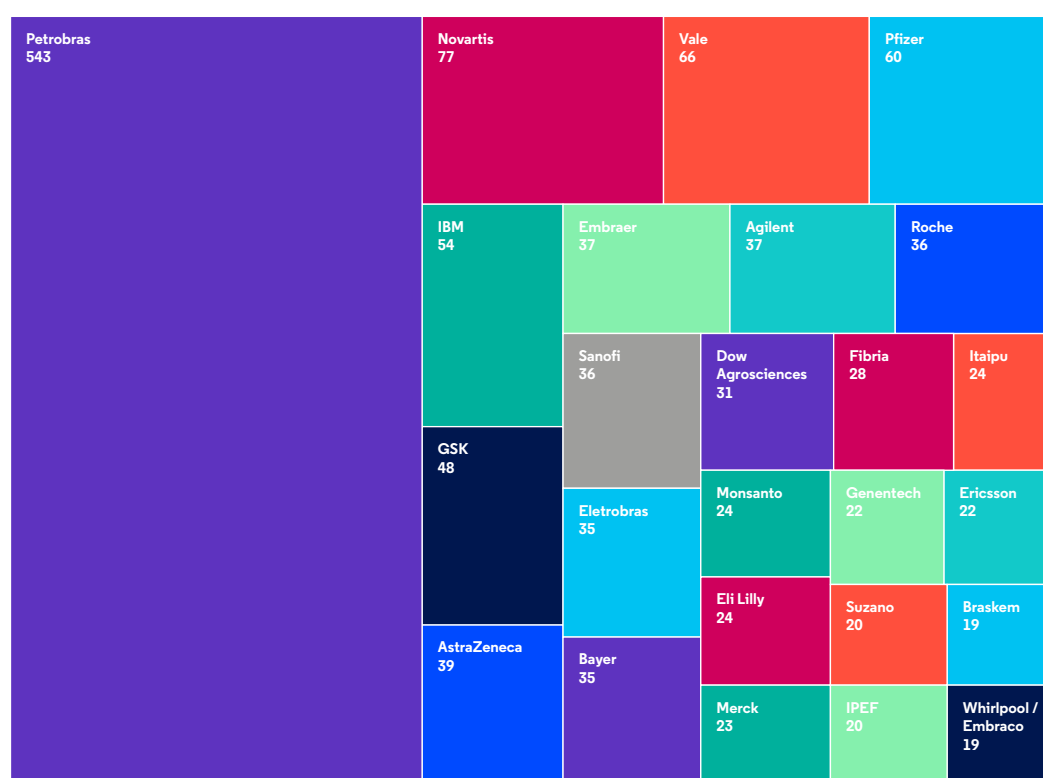 Petrobras
543
Novartis
77
Vale
66
Pfizer
60
IBM
54
Embraer
37
Agilent
37
Roche
36
Sanofi
36
Dow
Agrosciences
31
Fibria
28
Itaipu
24
GSK
48
Monsanto
24
Genentech
22
Ericsson
22
Eletrobras
35
Eli Lilly
24
Suzano
20
Braskem
19
AstraZeneca
39
Bayer
35
Merck
23
IPEF
20
Whirlpool /
Embraco
19